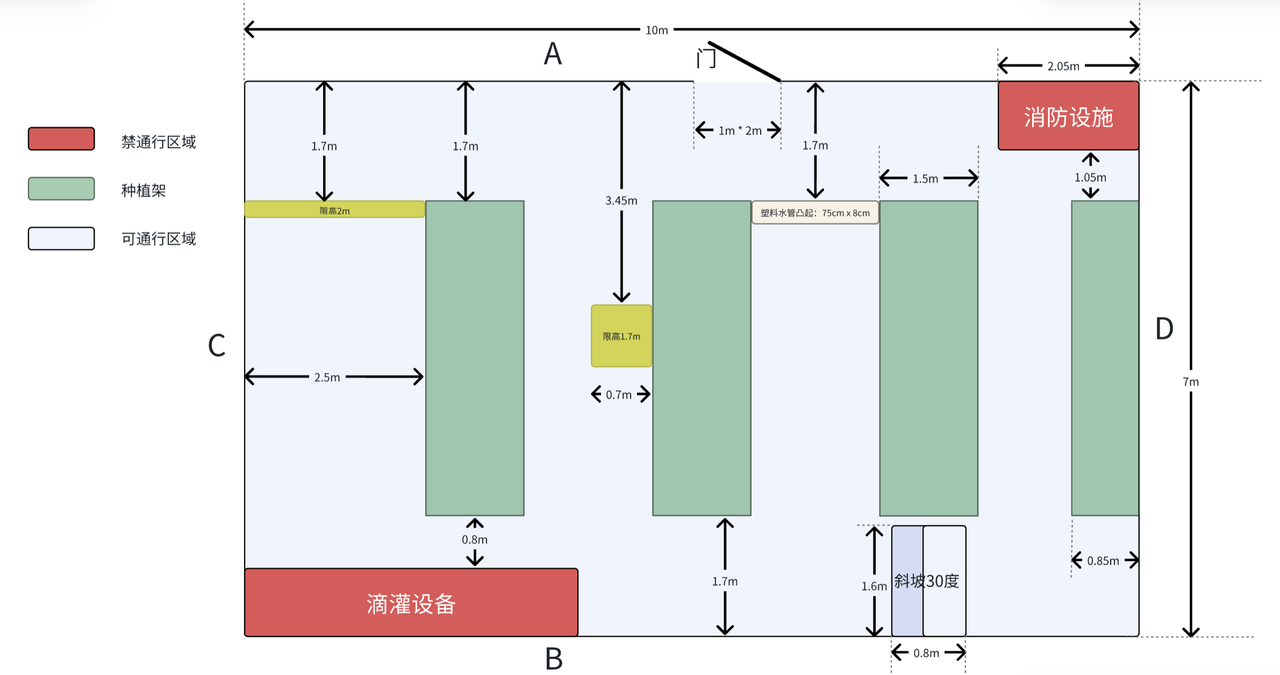 10m
A
门
2.05m
消防设施
禁通行区域
1.7m
1.7m
1m * 2m
1.7m
1.05m
1.5m
种植架
3.45m
限高2m
塑料水管凸起：75cm x 8cm
可通行区域
C
D
限高1.7m
2.5m
0.7m
7m
0.8m
0.85m
1.7m
1.6m
斜坡30度
滴灌设备
B
0.8m